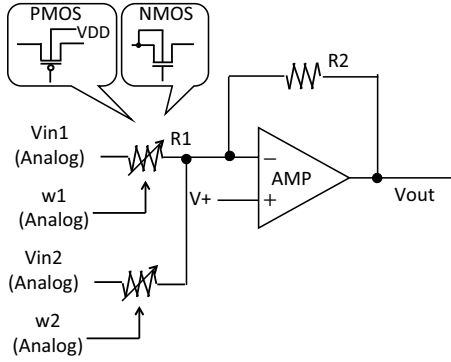 PMOS
VDD
NMOS
R2
Vin1
(Analog)
R1
w1
(Analog)
V+
−
AMP
+
Vout
Vin2
(Analog)
w2
(Analog)